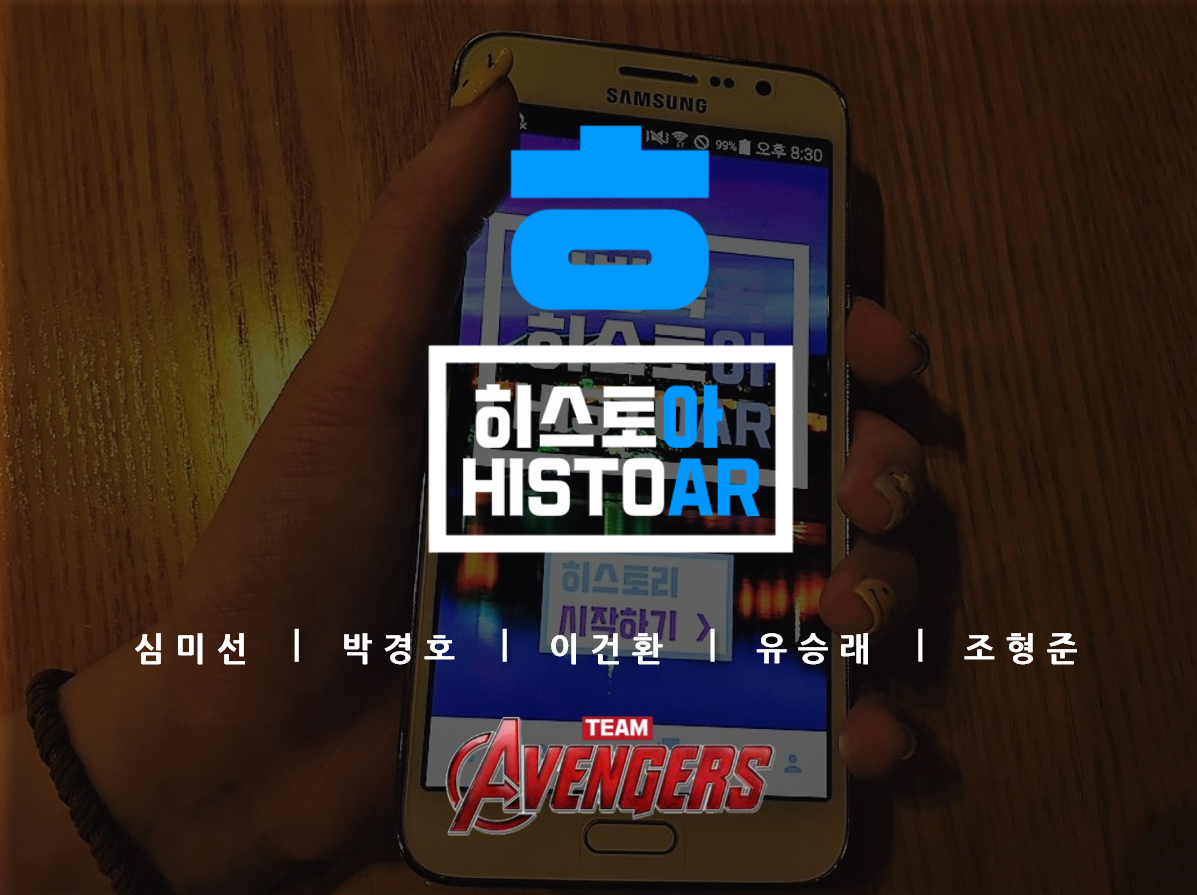 SAMSUNG
99% 오후 8:30
ㅎ
히스토아
HISTOAR
히스토리
시작하기 >
심미선 | 박경호 | 이건환 | 유승래 | 조형준
TEAM
AVENGERS